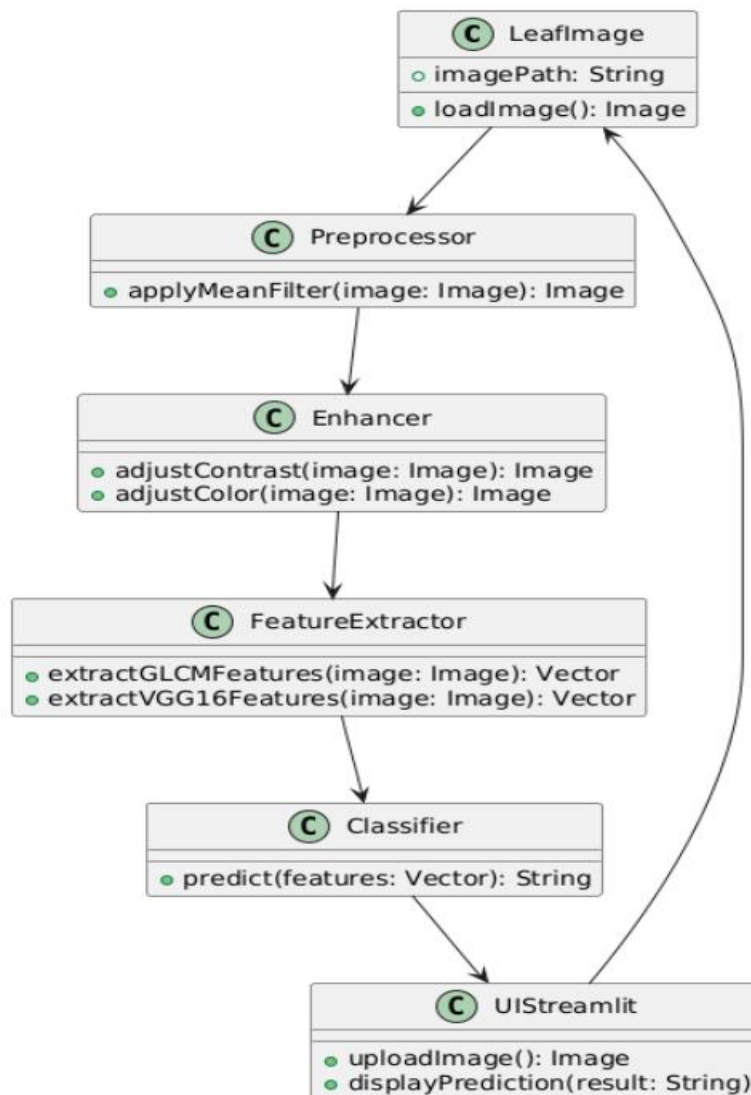 C LeafImage
imagePath: String
loadImage(): Image
C Preprocessor
applyMeanFilter(image: Image): Image
C Enhancer
adjustContrast(image: Image): Image
adjustColor(image: Image): Image
C FeatureExtractor
extractGLCMFeatures(image: Image): Vector
extractVGG16Features(image: Image): Vector
C Classifier
predict(features: Vector): String
C UIStreamlit
uploadImage(): Image
displayPrediction(result: String)